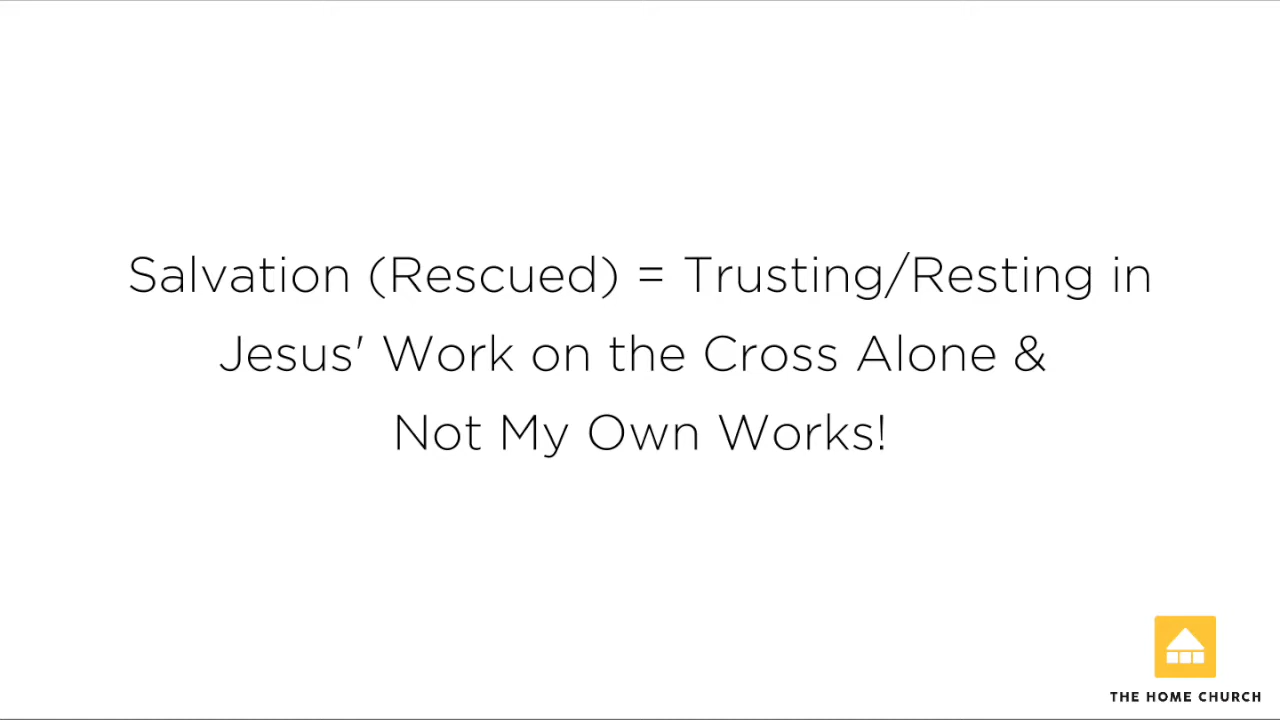 Salvation (Rescued) = Trusting/Resting in
Jesus' Work on the Cross Alone &
Not My Own Works!
THE HOME CHURCH